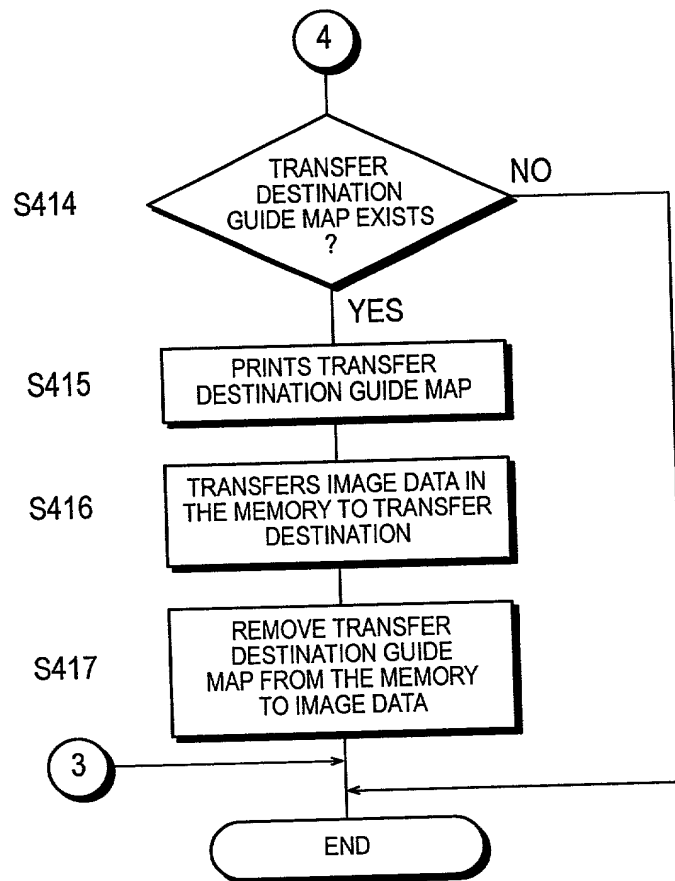 4
S414
TRANSFER
DESTINATION
GUIDE MAP EXISTS
?
NO
YES
S415
PRINTS TRANSFER
DESTINATION GUIDE MAP
S416
TRANSFERS IMAGE DATA IN
THE MEMORY TO TRANSFER
DESTINATION
S417
REMOVE TRANSFER
DESTINATION GUIDE
MAP FROM THE MEMORY
TO IMAGE DATA
3
END